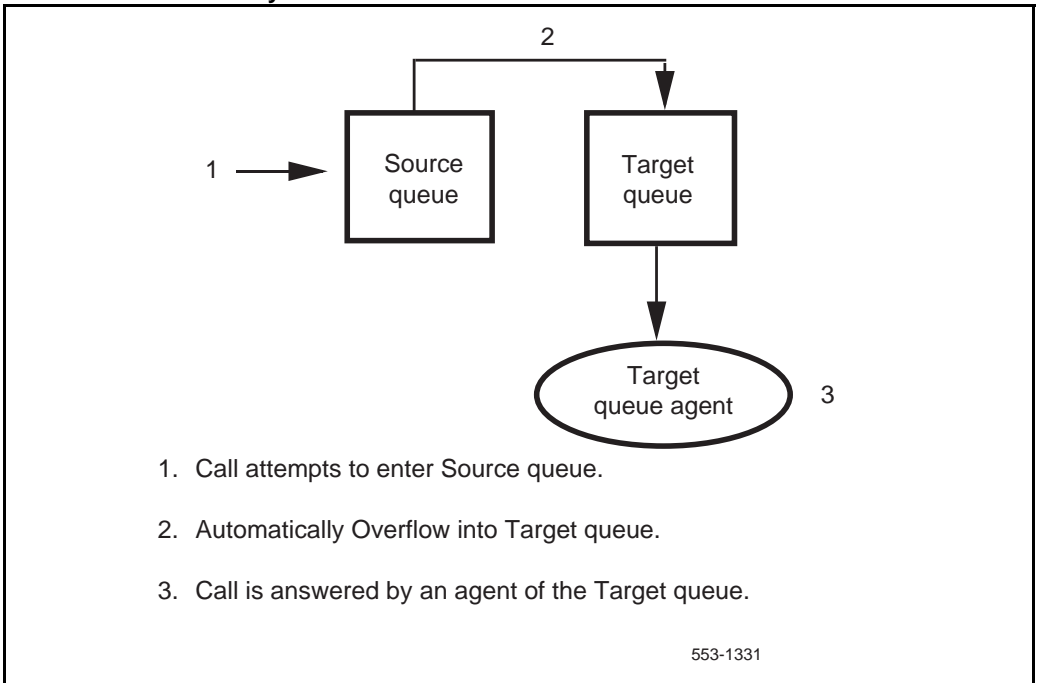 2
1
Source
queue
Target
queue
Target
queue agent
3
1. Call attempts to enter Source queue.
2. Automatically Overflow into Target queue.
3. Call is answered by an agent of the Target queue.
553-1331